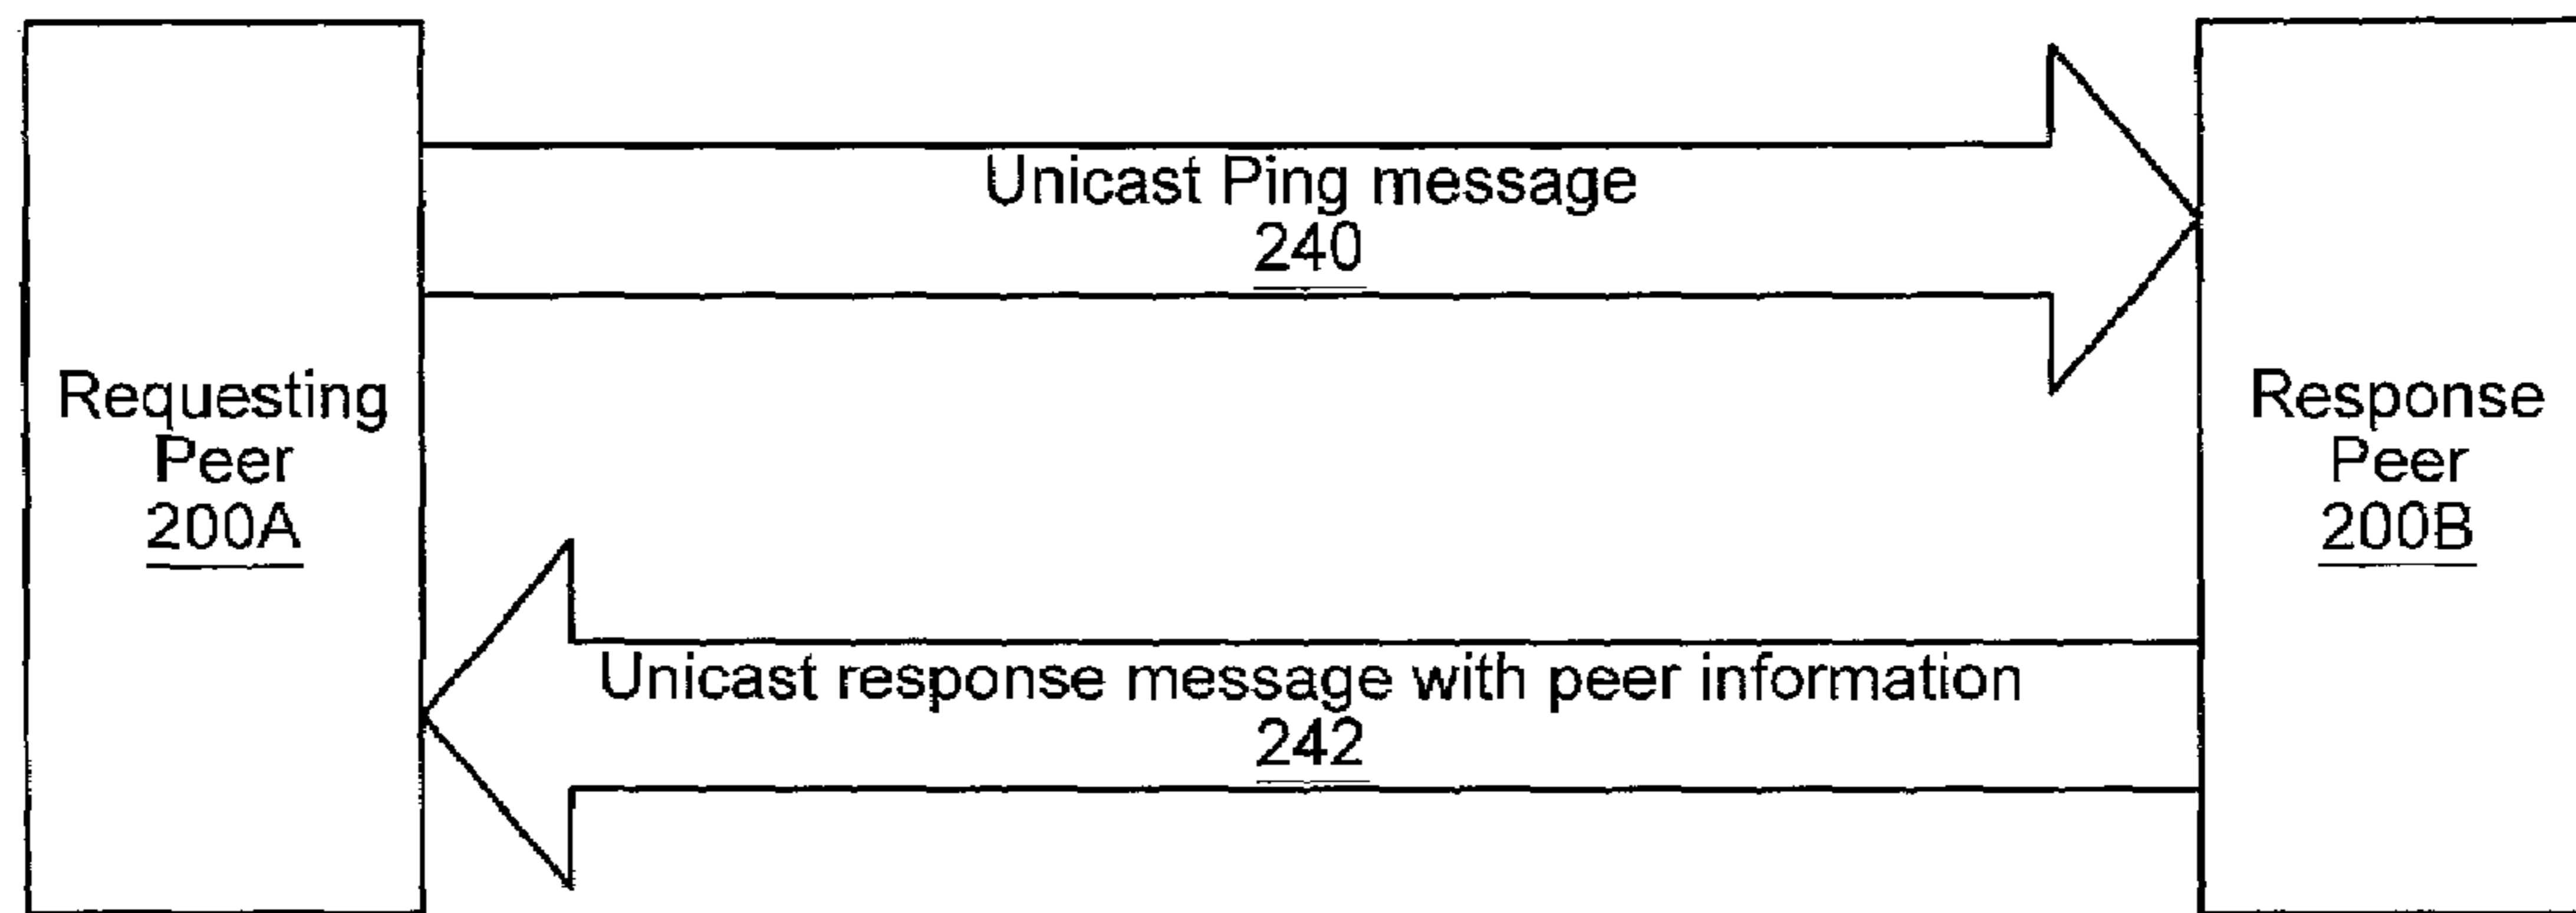 Unicast Ping message
240
Requesting
Peer
200A
Response
Peer
200B
Unicast response message with peer information
242